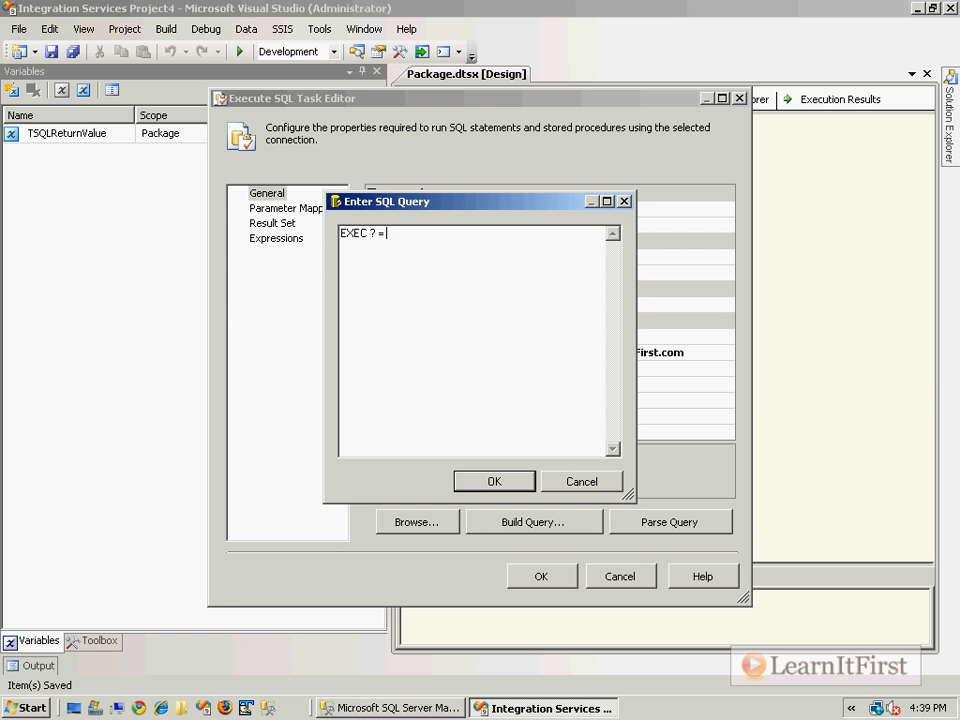 Integration Services Project4 - Microsoft Visual Studio (Administrator)
File Edit View Project Build Debug Data SSIS Tools Window Help
Development
Variables
Package.dtsx [Design]
Name Scope
TSQLReturnValue Package
Execute SQL Task Editor
orer Execution Results
Solution Explorer
Configure the properties required to run SQL statements and stored procedures using the selected
connection.
General
Parameter Mapp
Result Set
Expressions
Enter SQL Query
EXEC ? =
First.com
OK Cancel
Browse... Build Query... Parse Query
OK Cancel Help
Variables Toolbox
Output
Item(s) Saved
LearnItFirst
Start Microsoft SQL Server Ma... Integration Services ... « 4:39 PM